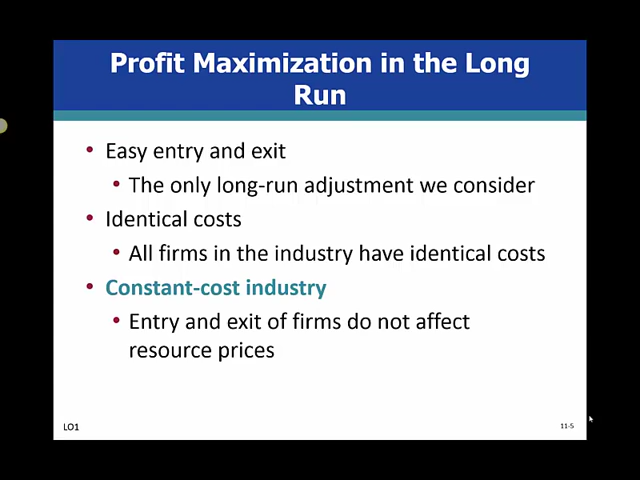 Profit Maximization in the Long
Run
• Easy entry and exit
• The only long-run adjustment we consider
• Identical costs
• All firms in the industry have identical costs
• Constant-cost industry
• Entry and exit of firms do not affect
resource prices
LO1
11-5